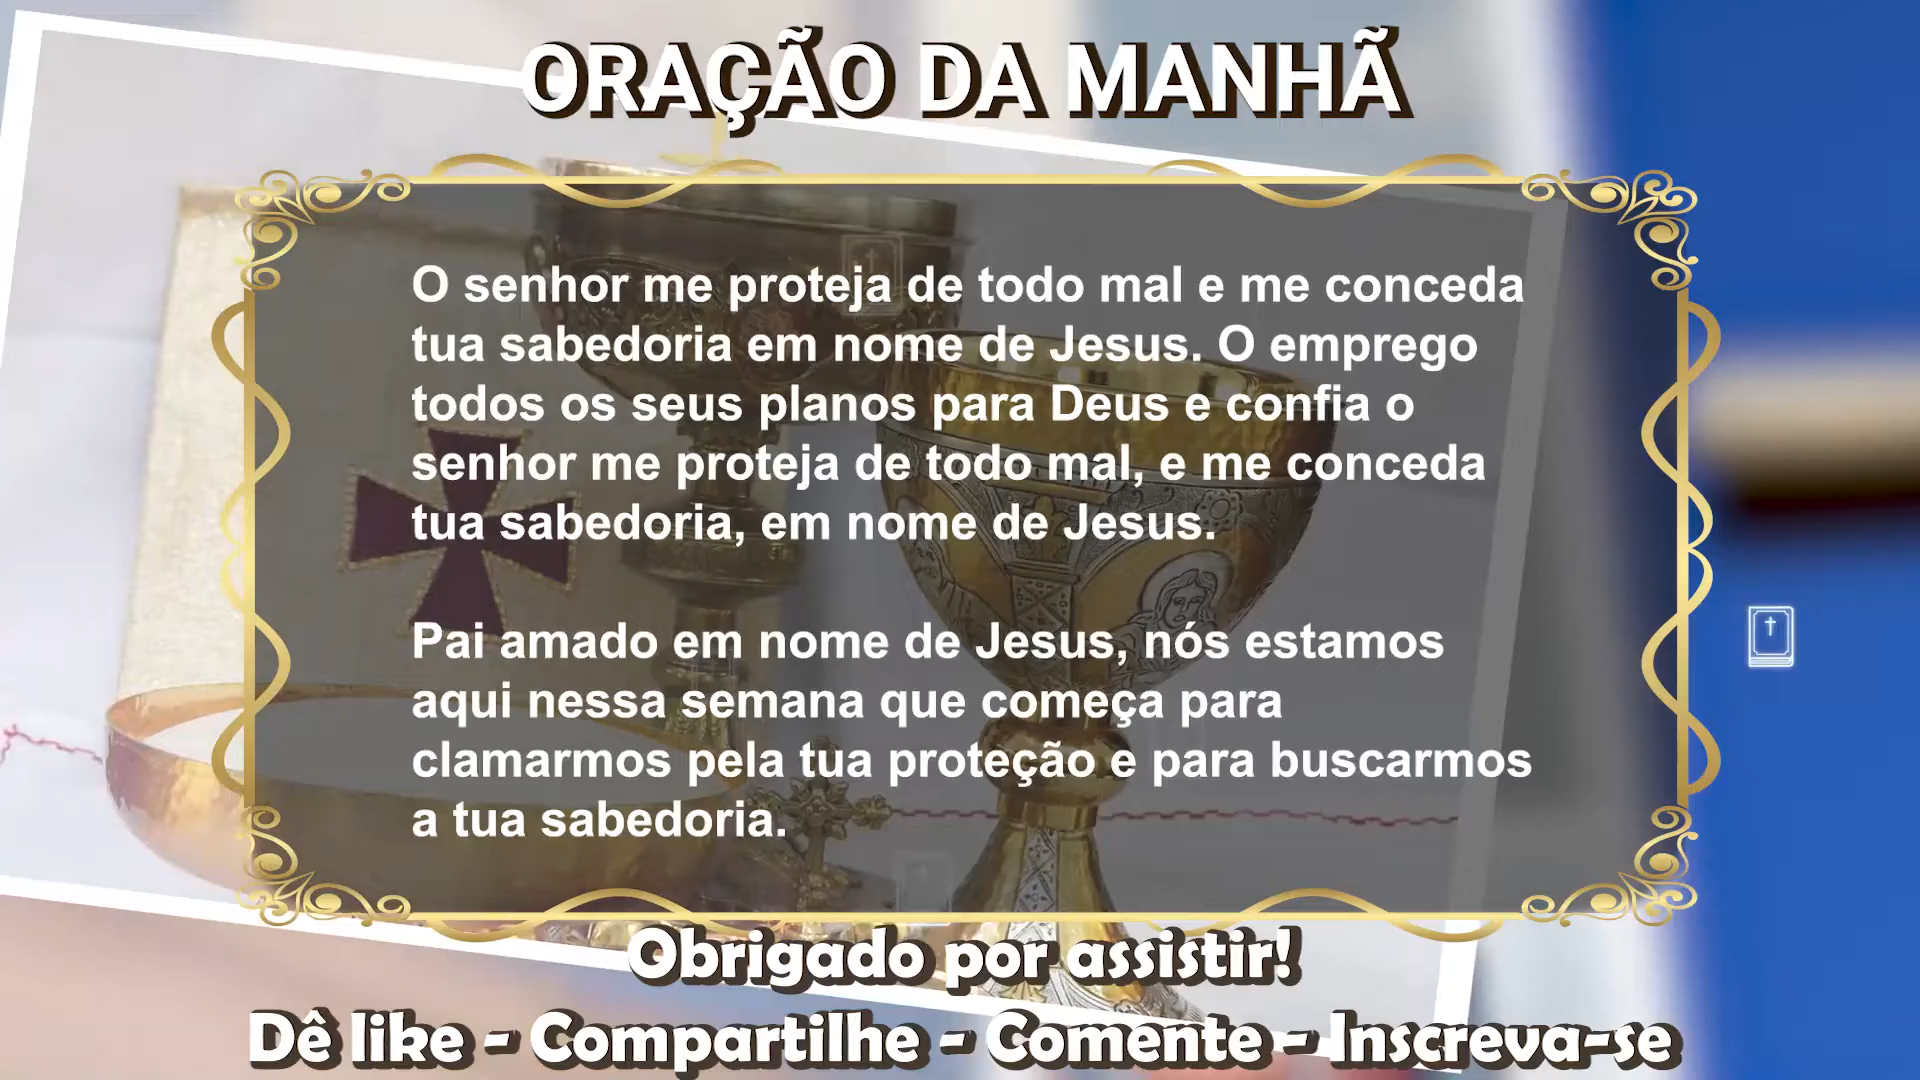 ORAÇÃO DA MANHÃ
O senhor me proteja de todo mal e me conceda
tua sabedoria em nome de Jesus. O emprego
todos os seus planos para Deus e confia o
senhor me proteja de todo mal, e me conceda
tua sabedoria, em nome de Jesus.
Pai amado em nome de Jesus, nós estamos
aqui nessa semana que começa para
clamarmos pela tua proteção e para buscarmos
a tua sabedoria.
Obrigado por assistir!
Dê like - Compartilhe - Comente - Inscreva-se